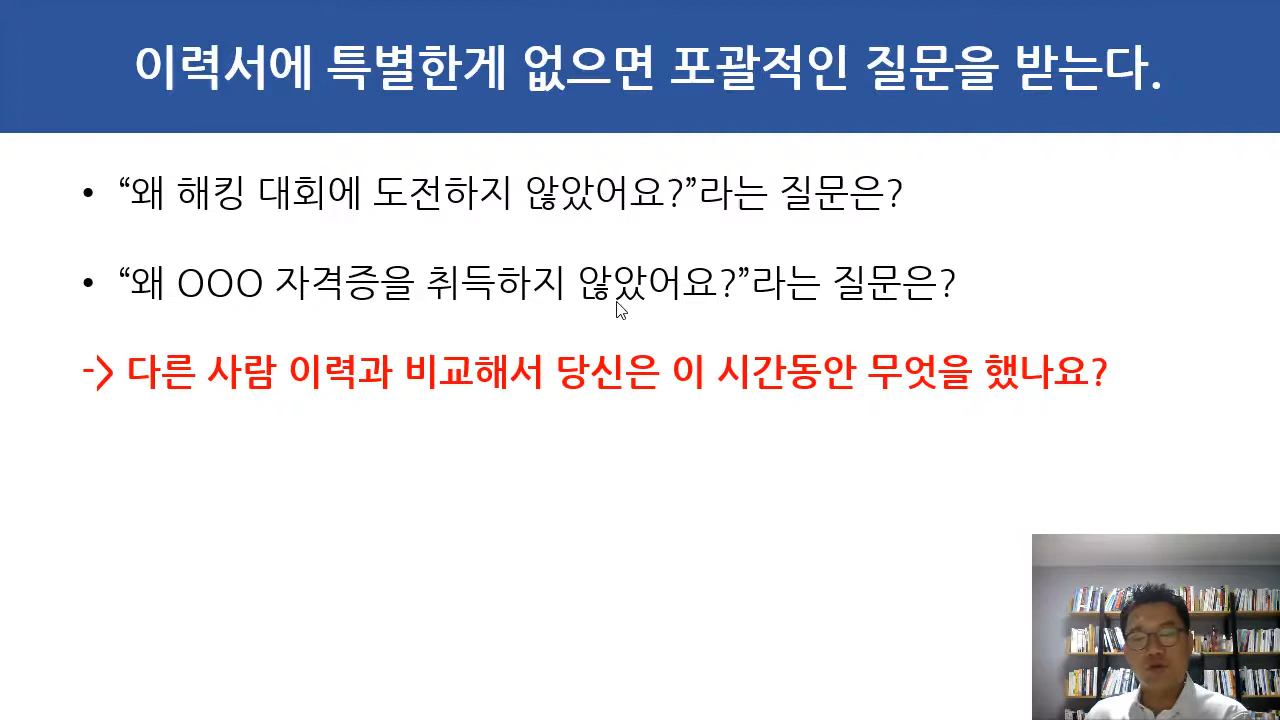 이력서에 특별한게 없으면 포괄적인 질문을 받는다.
• “왜 해킹 대회에 도전하지 않았어요?”라는 질문은?
• “왜 OOO 자격증을 취득하지 않았어요?”라는 질문은?
-> 다른 사람 이력과 비교해서 당신은 이 시간동안 무엇을 했나요?